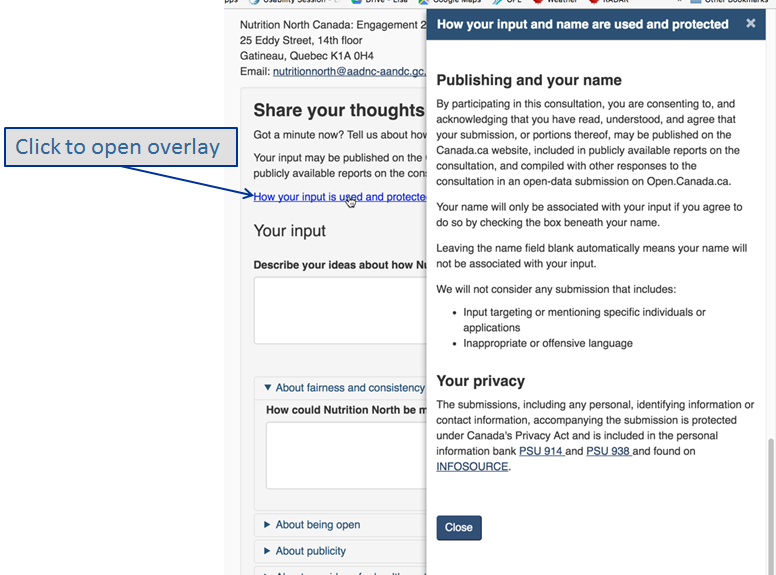 Usability Session - E
Drive - Lisa
Google Maps
OPE
Weather
RADAR
»
Other Bookmarks
Nutrition North Canada: Engagement 2
25 Eddy Street, 14th floor
Gatineau, Quebec K1A 0H4
Email: nutritionnorth@aadnc-aandc.gc.
Share your thoughts
Got a minute now? Tell us about how
Your input may be published on the
publicly available reports on the cons
Click to open overlay
How your input is used and protected
Your input
Describe your ideas about how Nu
▼ About fairness and consistency
How could Nutrition North be m
► About being open
► About publicity
How your input and name are used and protected ×
Publishing and your name
By participating in this consultation, you are consenting to, and
acknowledging that you have read, understood, and agree that
your submission, or portions thereof, may be published on the
Canada.ca website, included in publicly available reports on the
consultation, and compiled with other responses to the
consultation in an open-data submission on Open.Canada.ca.
Your name will only be associated with your input if you agree to
do so by checking the box beneath your name.
Leaving the name field blank automatically means your name will
not be associated with your input.
We will not consider any submission that includes:
• Input targeting or mentioning specific individuals or
applications
• Inappropriate or offensive language
Your privacy
The submissions, including any personal, identifying information or
contact information, accompanying the submission is protected
under Canada's Privacy Act and is included in the personal
information bank PSU 914 and PSU 938 and found on
INFOSOURCE.
Close